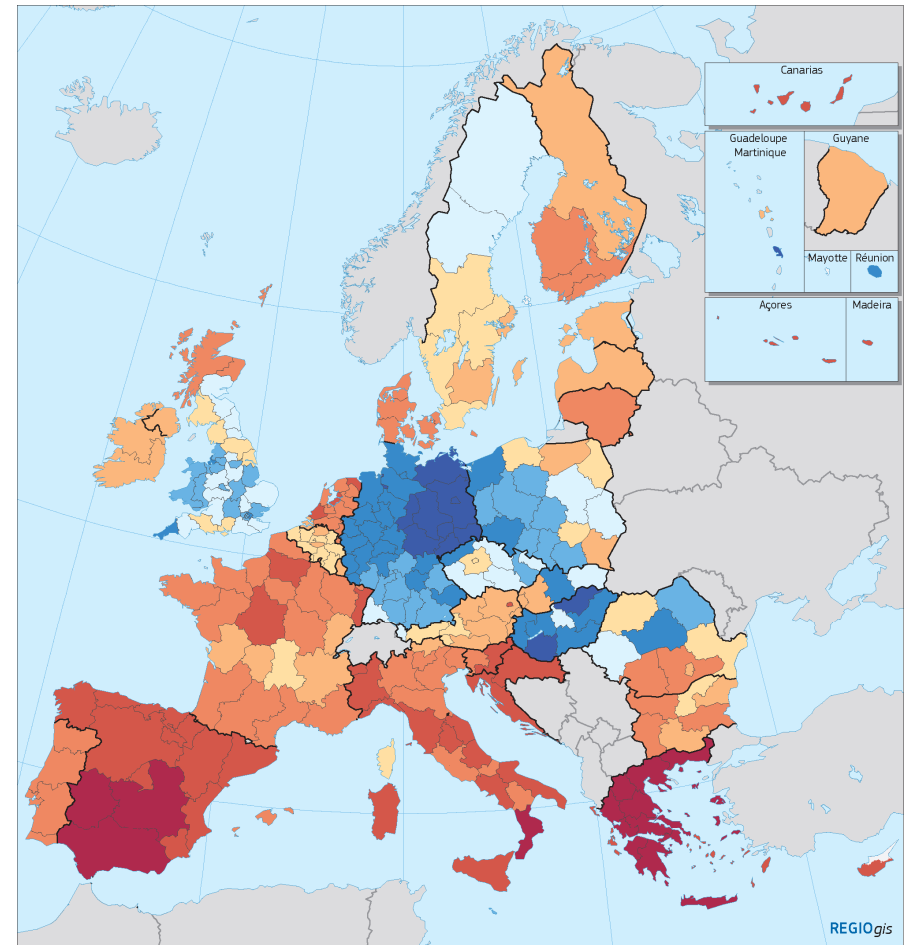 Canarias
Guadeloupe
Martinique
Guyane
Mayotte
Réunion
Açores
Madeira
REGIOgis